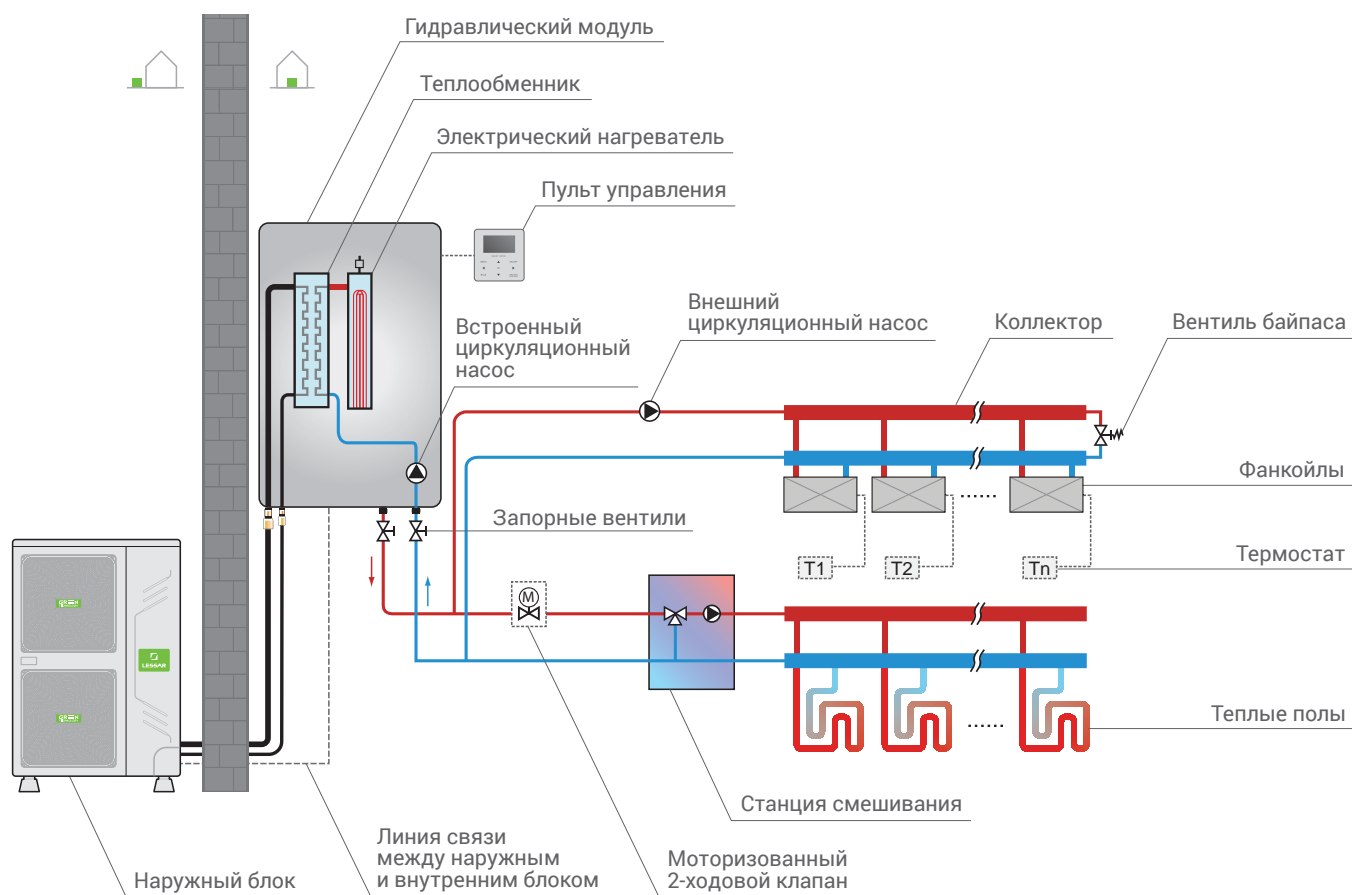 Гидравлический модуль
Теплообменник
Электрический нагреватель
Пульт управления
Встроенный
циркуляционный
насос
Внешний
циркуляционный насос
Коллектор
Вентиль байпаса
Фанкойлы
Запорные вентили
Термостат
T1
T2
Tn
M
LESSAR
Теплые полы
Станция смешивания
Линия связи
между наружным
и внутренним блоком
Моторизованный
2-ходовой клапан
Наружный блок